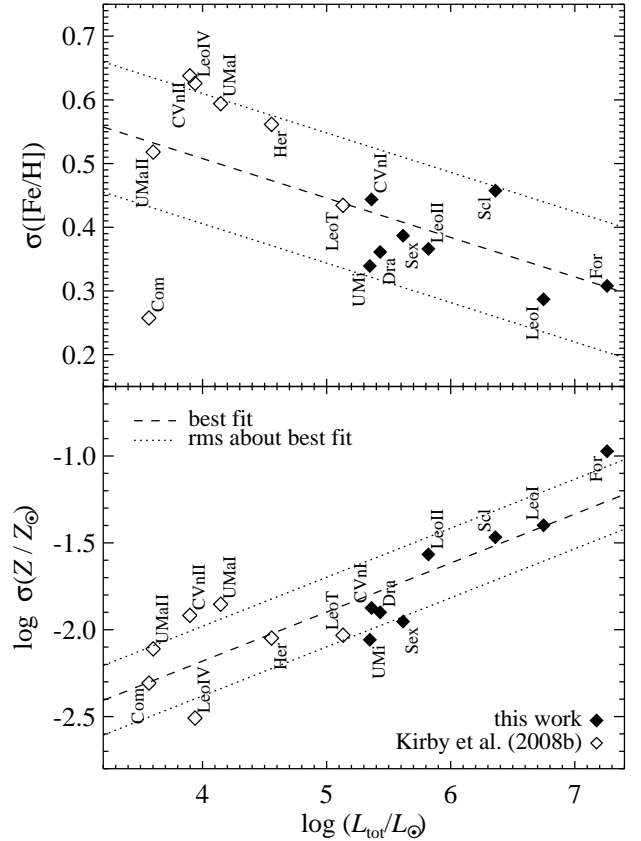 0.7
0.6
0.5
0.4
0.3
0.2
σ([Fe/H])
CVnII
LeoIV
UMaI
Her
UMaII
Com
LeoT
CVnI
UMi
Dra
Sex
LeoII
Scl
LeoI
For
best fit
rms about best fit
-1.0
-1.5
-2.0
-2.5
log σ(Z / Z☉)
UMaII
CVnII
UMaI
Com
LeoIV
Her
LeoT
CVnI
Dra
UMi
Sex
LeoII
Scl
LeoI
For
this work
Kirby et al. (2008b)
4 5 6 7
log (Ltot/L☉)